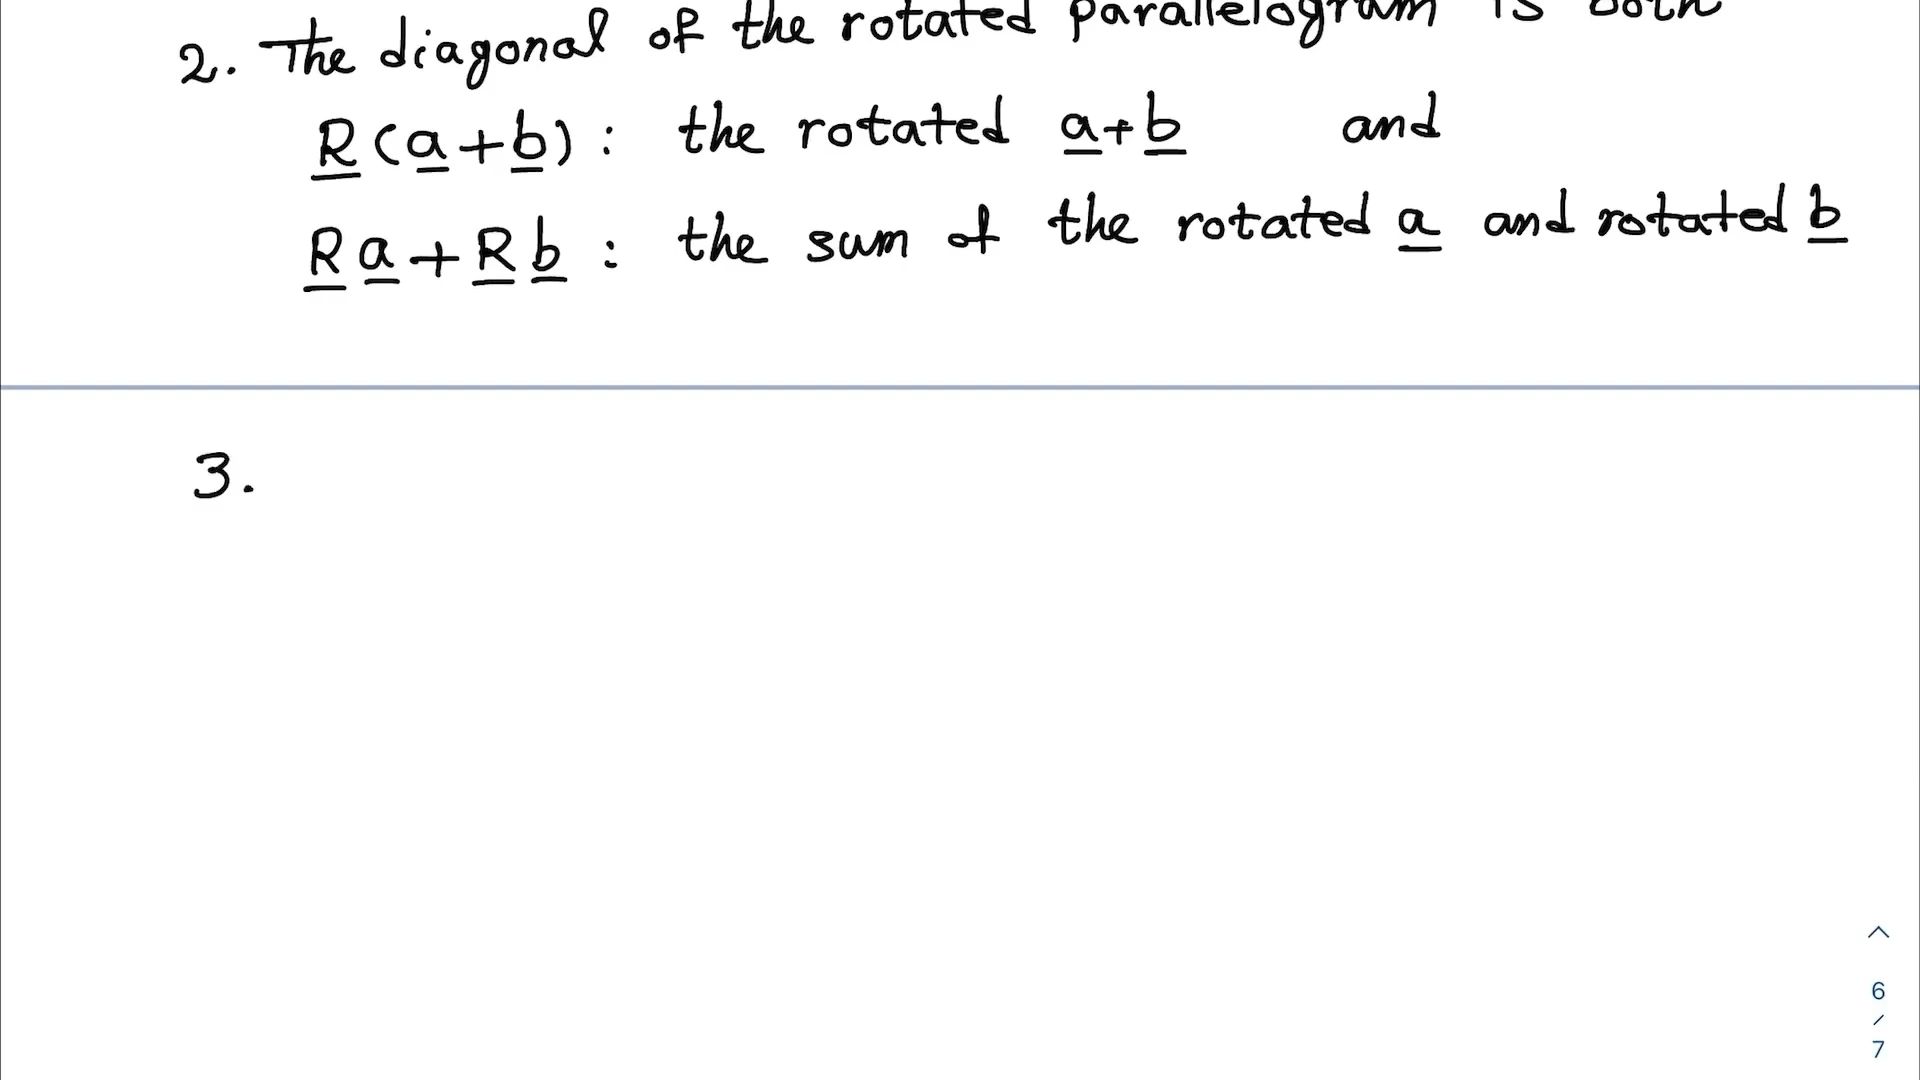 2. The diagonal of the rotated parallelogram is both
R(a+b): the rotated a+b and
Ra+Rb: the sum of the rotated a and rotated b
3.
6
/
7